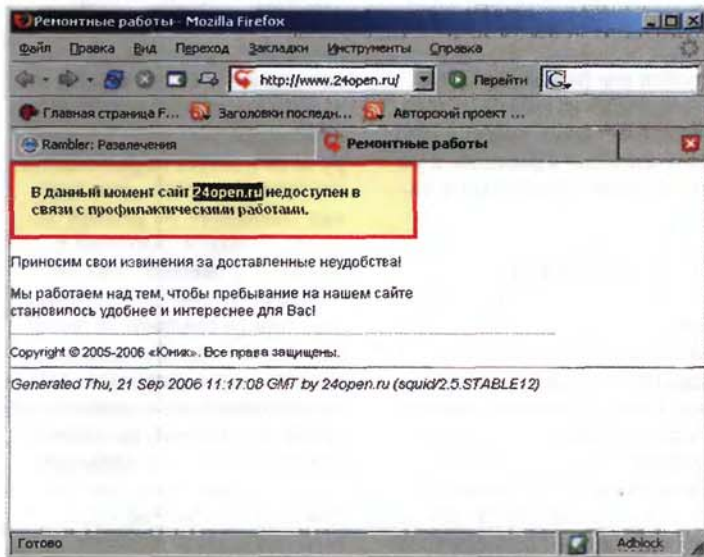 Ремонтные работы - Mozilla Firefox
Файл Правка Вид Переход Закладки Инструменты Справка
http://www.24open.ru/ Перейти G
Главная страница F... Заголовки последн... Авторский проект ...
Rambler: Развлечения Ремонтные работы
В данный момент сайт 24open.ru недоступен в
связи с профилактическими работами.
Приносим свои извинения за доставленные неудобства!
Мы работаем над тем, чтобы пребывание на нашем сайте
становилось удобнее и интереснее для Вас!
Copyright © 2005-2006 «Юник». Все права защищены.
Generated Thu, 21 Sep 2006 11:17:08 GMT by 24open.ru (squid/2.5.STABLE12)
Готово Adblock